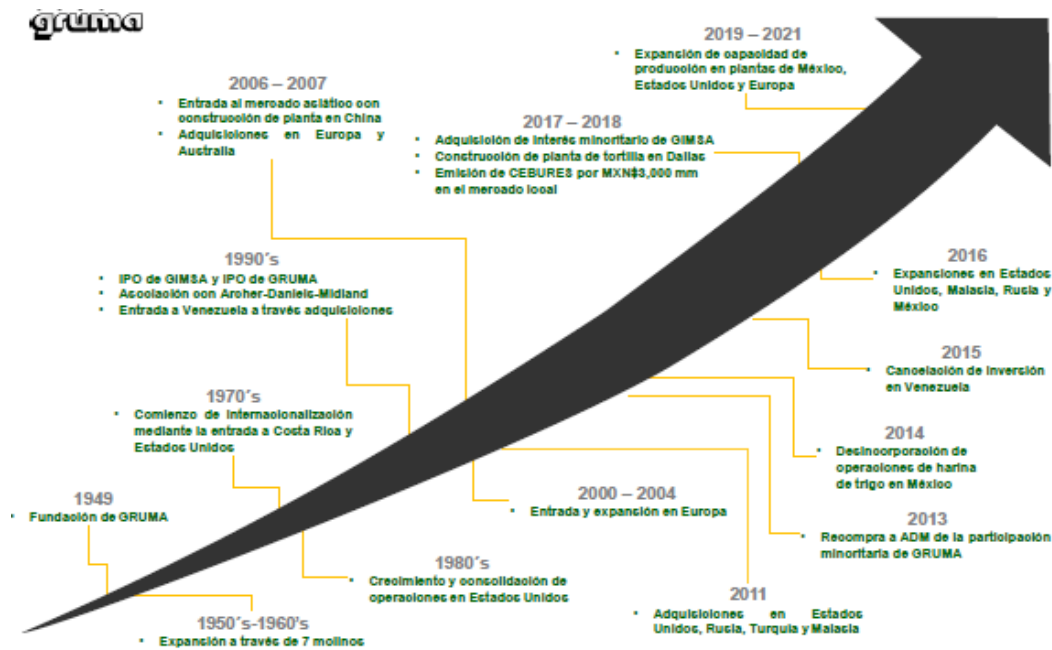 GRUMA
2019 – 2021
▪ Expansión de capacidad de
producción en plantas de México,
Estados Unidos y Europa
2006 – 2007
▪ Entrada al mercado asiático con
construcción de planta en China
▪ Adquisiciones en Europa y
Australia
2017 – 2018
▪ Adquisición de interés minoritario de GIMSA
▪ Construcción de planta de tortilla en Dallas
▪ Emisión de CEBURES por MXN$3,000 mm
en el mercado local
1990´s
▪ IPO de GIMSA y IPO de GRUMA
▪ Asociación con Archer-Daniels-Midland
▪ Entrada a Venezuela a través adquisiciones
2016
▪ Expansiones en Estados
Unidos, Malasia, Rusia y
México
2015
▪ Cancelación de inversión
en Venezuela
1970´s
▪ Comienzo de internacionalización
mediante la entrada a Costa Rica y
Estados Unidos
2014
▪ Desincorporación de
operaciones de harina
de trigo en México
1949
▪ Fundación de GRUMA
2000 – 2004
▪ Entrada y expansión en Europa
2013
▪ Recompra a ADM de la participación
minoritaria de GRUMA
1980´s
▪ Crecimiento y consolidación de
operaciones en Estados Unidos
2011
▪ Adquisiciones en Estados
Unidos, Rusia, Turquía y Malasia
1950´s-1960's
▪ Expansión a través de 7 molinos